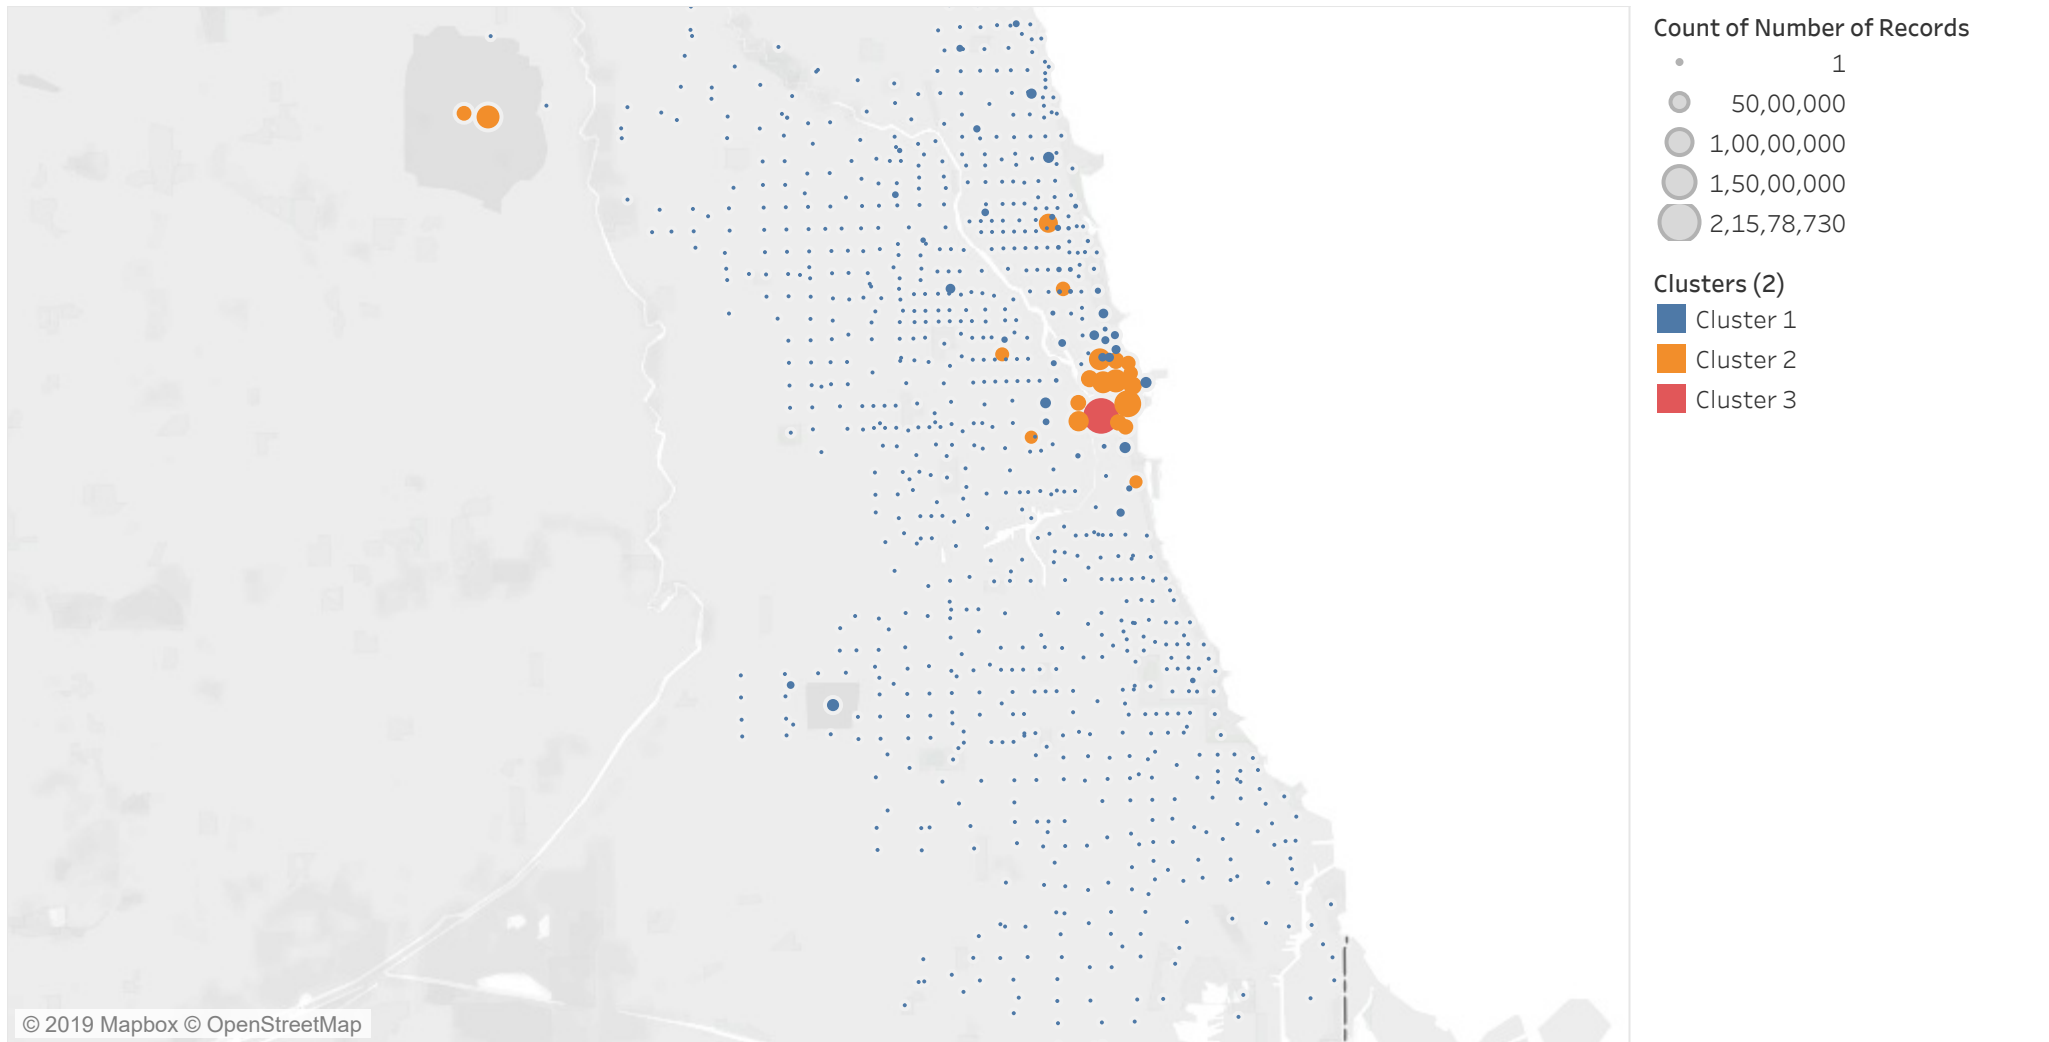 Count of Number of Records
1
50,00,000
1,00,00,000
1,50,00,000
2,15,78,730
Clusters (2)
Cluster 1
Cluster 2
Cluster 3
© 2019 Mapbox © OpenStreetMap